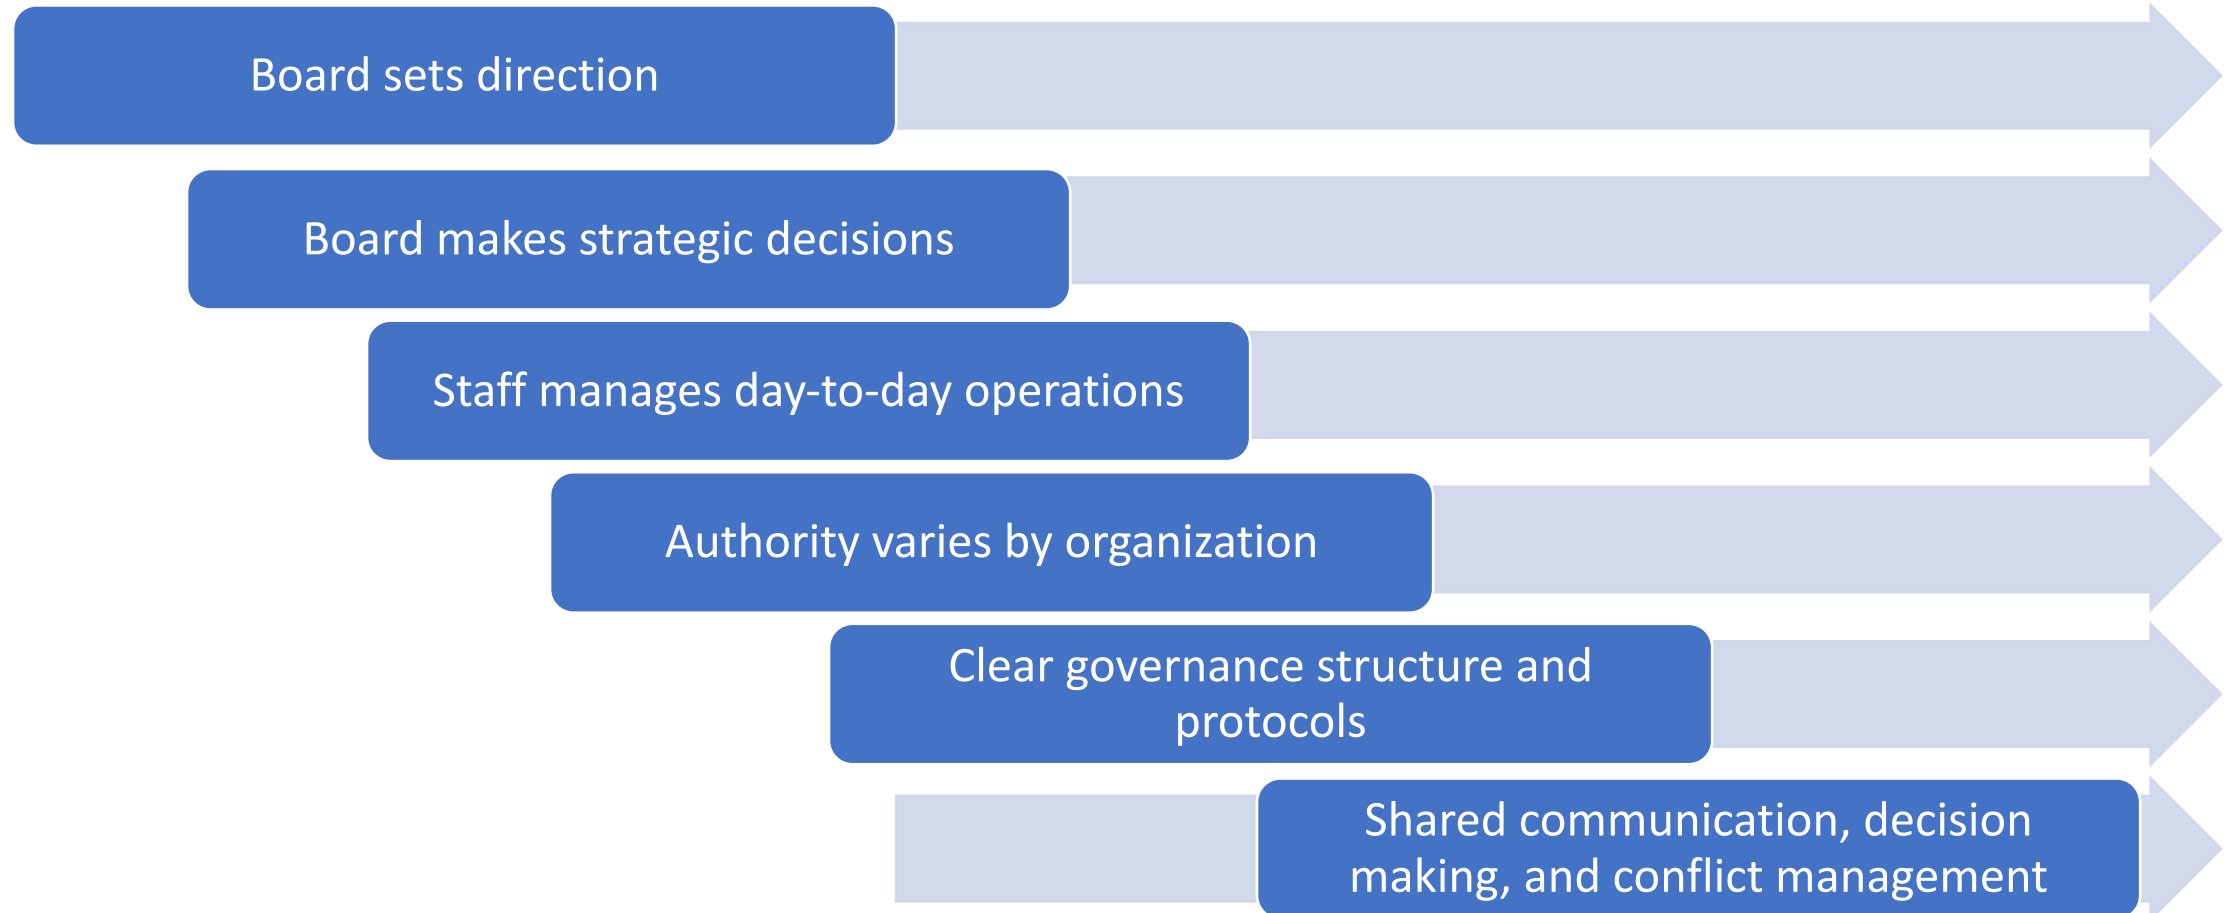 Board sets direction
Board makes strategic decisions
Staff manages day-to-day operations
Authority varies by organization
Clear governance structure and
protocols
Shared communication, decision
making, and conflict management